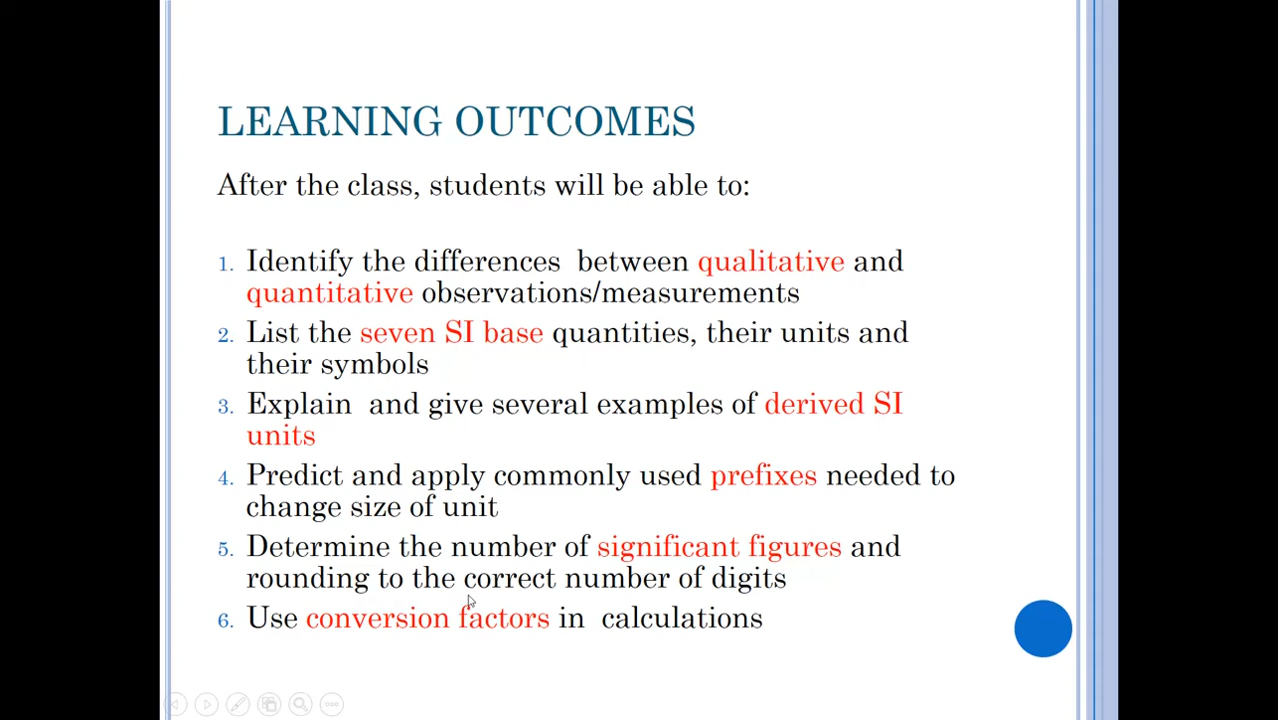 LEARNING OUTCOMES
After the class, students will be able to:
1. Identify the differences between qualitative and
quantitative observations/measurements
2. List the seven SI base quantities, their units and
their symbols
3. Explain and give several examples of derived SI
units
4. Predict and apply commonly used prefixes needed to
change size of unit
5. Determine the number of significant figures and
rounding to the correct number of digits
6. Use conversion factors in calculations